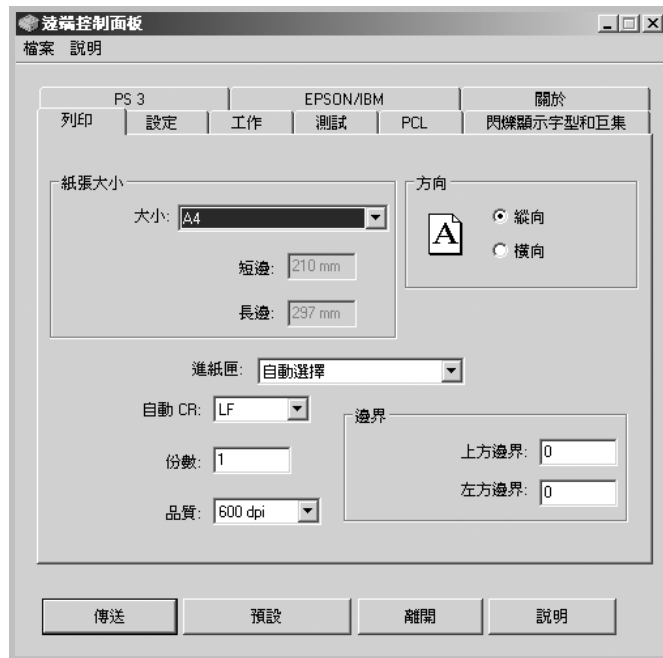 遠端控制面板
檔案 說明
PS 3 EPSON/IBM 關於
列印 設定 工作 測試 PCL 閃爍顯示字型和巨集
紙張大小
大小: A4
短邊: 210 mm
長邊: 297 mm
方向
A
縱向
橫向
進紙匣: 自動選擇
自動 CR: LF
份數: 1
品質: 600 dpi
邊界
上方邊界: 0
左方邊界: 0
傳送 預設 離開 說明